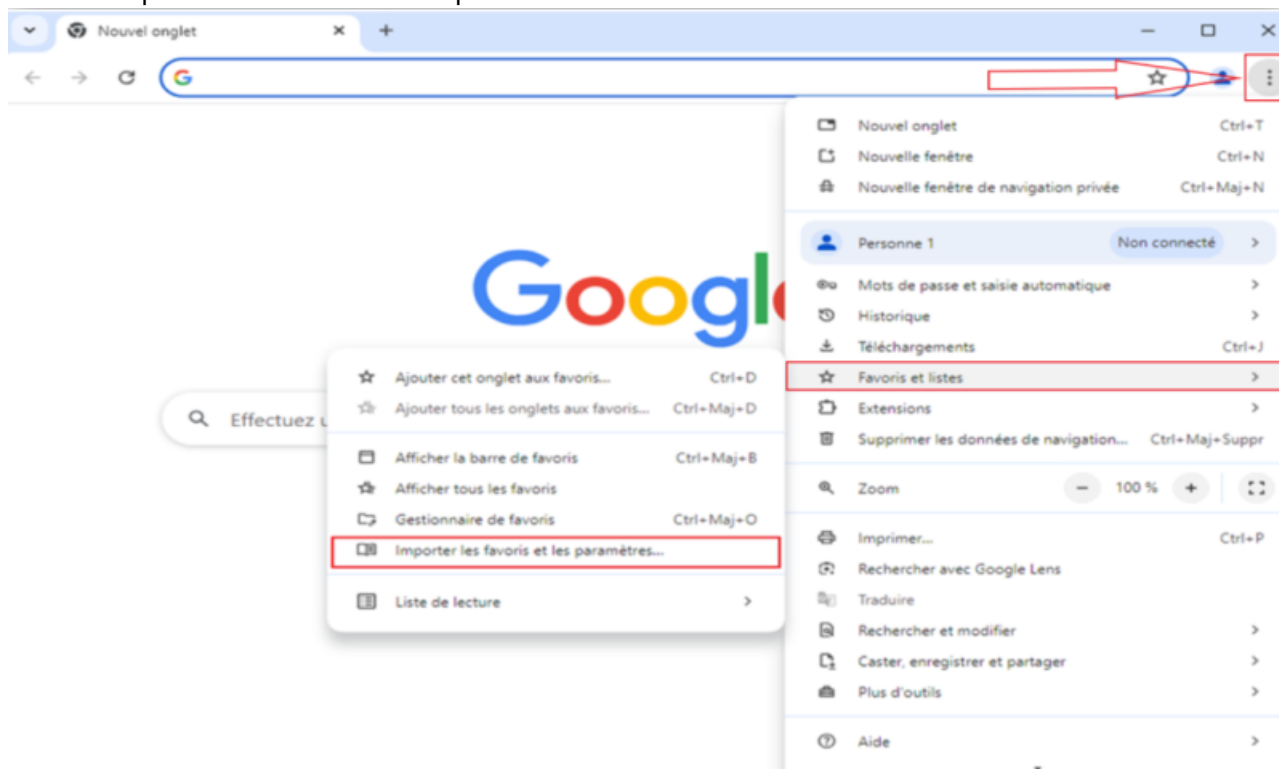 Nouvel onglet
Nouvel onglet Ctrl+T
Nouvelle fenêtre Ctrl+N
Nouvelle fenêtre de navigation privée Ctrl+Maj+N
Personne 1 Non connecté
Mots de passe et saisie automatique
Historique
Téléchargements Ctrl+J
Favoris et listes
Extensions
Supprimer les données de navigation... Ctrl+Maj+Suppr
Zoom - 100 % +
Imprimer... Ctrl+P
Rechercher avec Google Lens
Traduire
Rechercher et modifier
Caster, enregistrer et partager
Plus d'outils
Aide
Googl
Effectuez
Ajouter cet onglet aux favoris... Ctrl+D
Ajouter tous les onglets aux favoris... Ctrl+Maj+D
Afficher la barre de favoris Ctrl+Maj+B
Afficher tous les favoris
Gestionnaire de favoris Ctrl+Maj+O
Importer les favoris et les paramètres...
Liste de lecture